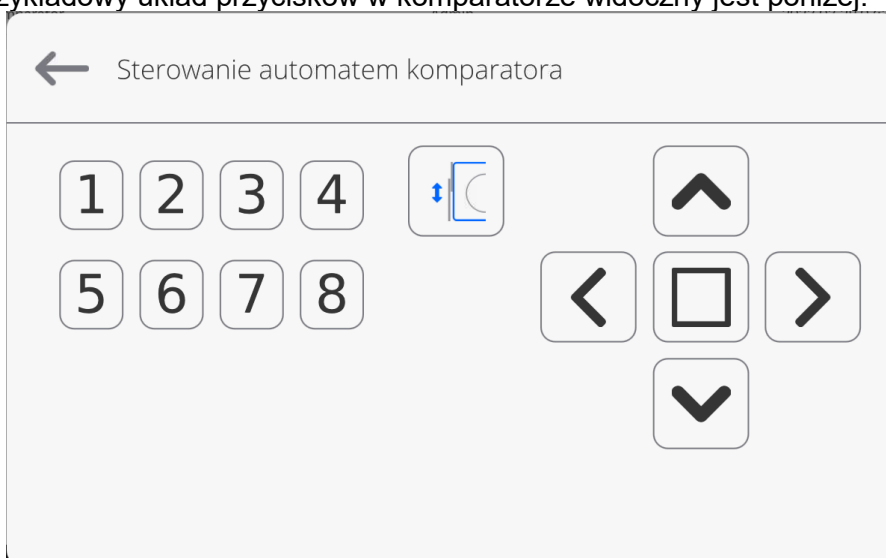 zykładowy układ przycisków w komparatorze widoczny jest poniżej.
Sterowanie automatem komparatora
1 2 3 4
5 6 7 8